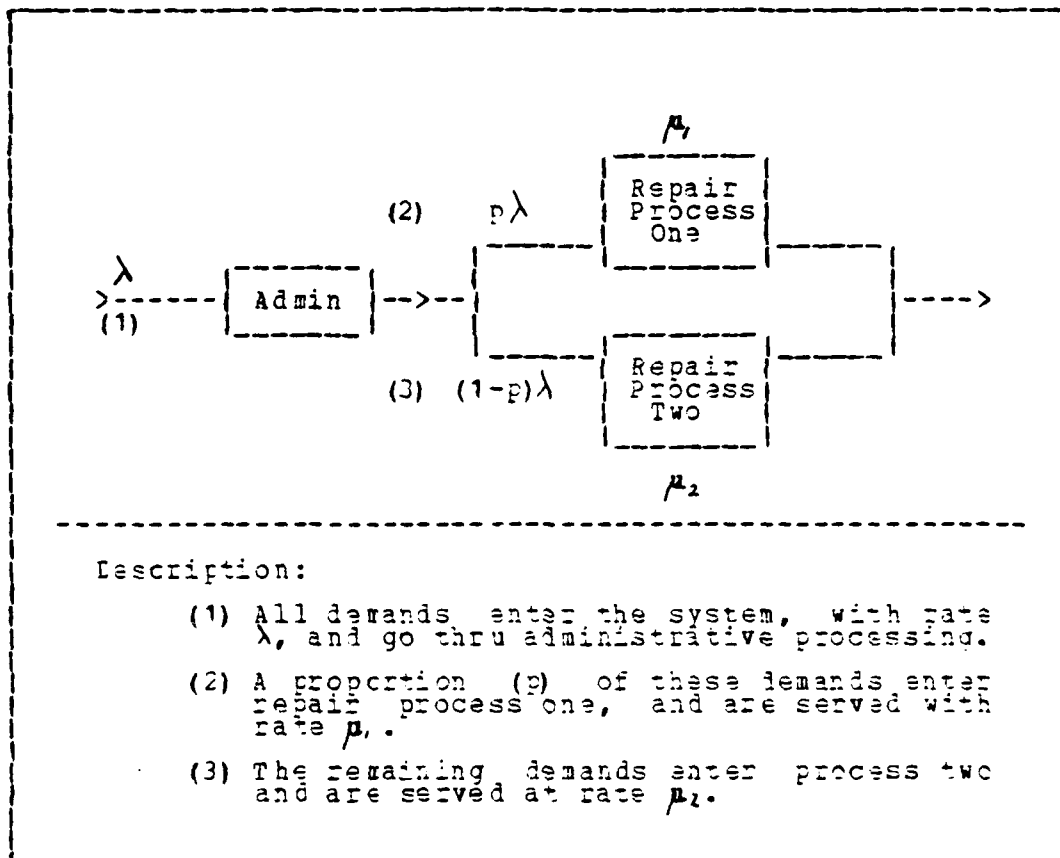 μ₁
Repair
Process
One
(2) pλ
λ
Admin
(1)
Repair
Process
Two
(3) (1-p)λ
μ₂
Description:
(1) All demands enter the system, with rate
λ, and go thru administrative processing.
(2) A proportion (p) of these demands enter
repair process one, and are served with
rate μ₁.
(3) The remaining demands enter process two
and are served at rate μ₂.